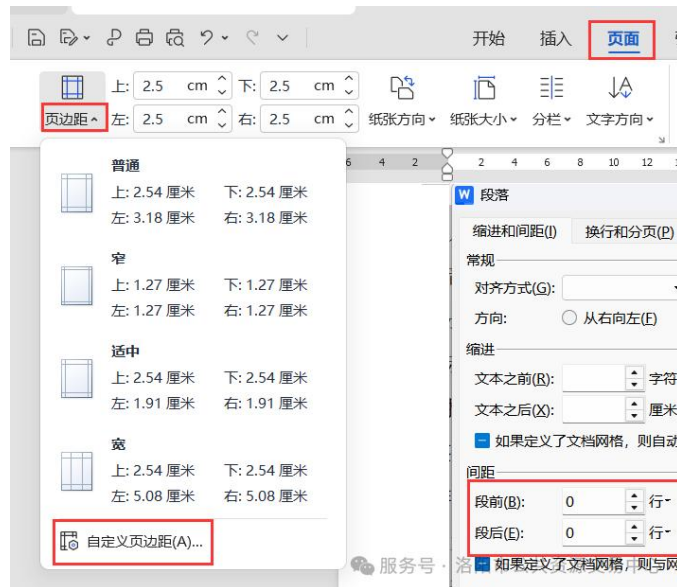 开始 插入 页面
上: 2.5 cm 下: 2.5 cm
页边距 左: 2.5 cm 右: 2.5 cm 纸张方向 纸张大小 分栏 文字方向
6 4 2 2 4 6 8 10 12
普通
上: 2.54 厘米 下: 2.54 厘米
左: 3.18 厘米 右: 3.18 厘米
窄
上: 1.27 厘米 下: 1.27 厘米
左: 1.27 厘米 右: 1.27 厘米
适中
上: 2.54 厘米 下: 2.54 厘米
左: 1.91 厘米 右: 1.91 厘米
宽
上: 2.54 厘米 下: 2.54 厘米
左: 5.08 厘米 右: 5.08 厘米
自定义页边距(A)...
W 段落
缩进和间距(I) 换行和分页(P)
常规
对齐方式(G):
方向: 从右向左(F)
缩进
文本之前(R): 字符
文本之后(X): 厘米
如果定义了文档网格，则自动
间距
段前(B): 0 行
段后(E): 0 行
如果定义了文档网格，则与网
服务号 · 洛